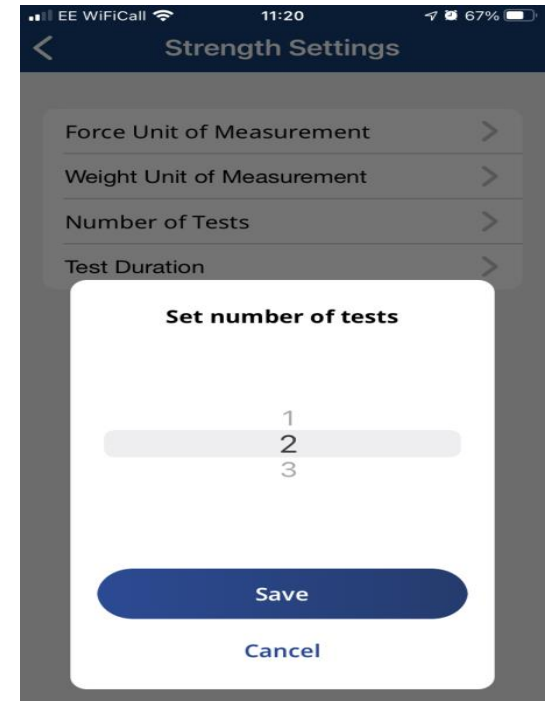 EE WiFiCall 11:20 67%
Strength Settings
Force Unit of Measurement
Weight Unit of Measurement
Number of Tests
Test Duration
Set number of tests
1
2
3
Save
Cancel